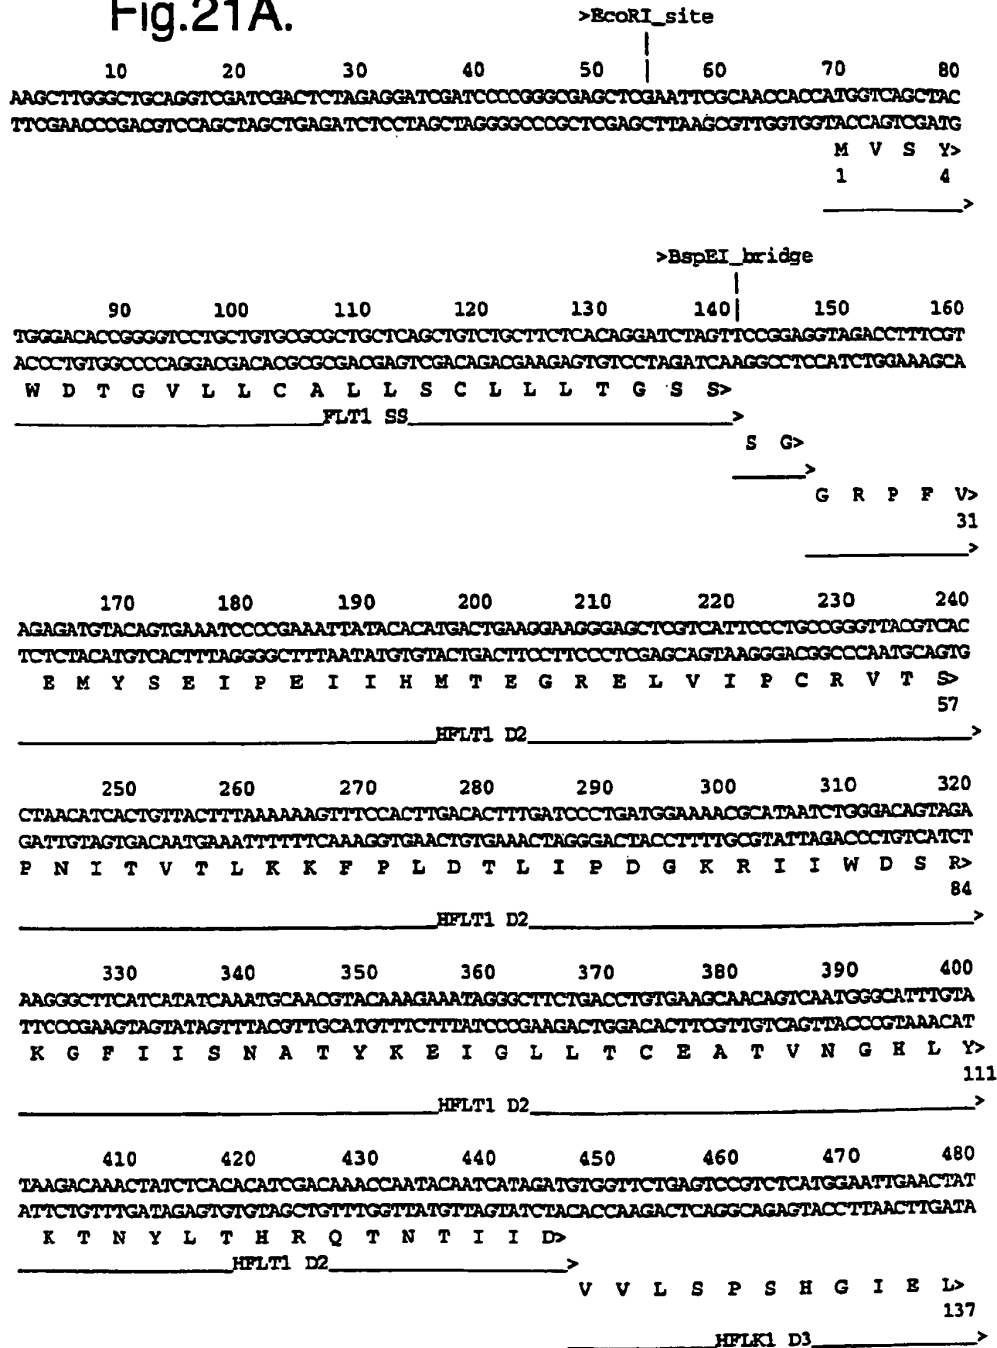 Fig.21A.
>EcoRI_site
10 20 30 40 50 60 70 80
AAGCTTGGGCTGCAGGTCGATCGACTCTAGAGGATCGATCCCCGGGCGAGCTCGAATTCGCAACCACCATGGTCAGCTAC
TTCGAACCCGACGTCCAGCTAGCTGAGATCTCCTAGCTAGGGGCCCGCTCGAGCTTAAGCGTTGGTGGTACCAGTCGATG
M V S Y>
1 4
>
>BspEI_bridge
90 100 110 120 130 140 150 160
TGGGACACCGGGGTCCTGCTGTGCGCGCTGCTCAGCTGTCTGCTTCTCACAGGATCTAGTTCCGGAGGTAGACCTTTCGT
ACCCTGTGGCCCCAGGACGACACGCGCGACGAGTCGACAGACGAAGAGTGTCCTAGATCAAGGCCTCCATCTGGAAAGCA
W D T G V L L C A L L S C L L L T G S S>
FLT1 SS >
S G>
>
G R P F V>
31
>
170 180 190 200 210 220 230 240
AGAGATGTACAGTGAAATCCCCGAAATTATACACATGACTGAAGGAAGGGAGCTCGTCATTCCCTGCCGGGTTACGTCAC
TCTCTACATGTCACTTTAGGGGCTTTAATATGTGTACTGACTTCCTTCCCTCGAGCAGTAAGGGACGGCCCAATGCAGTG
E M Y S E I P E I I H M T E G R E L V I P C R V T S>
57
HFLT1 D2 >
250 260 270 280 290 300 310 320
CTAACATCACTGTTACTTTAAAAAAGTTTCCACTTGACACTTTGATCCCTGATGGAAAACGCATAATCTGGGACAGTAGA
GATTGTAGTGACAATGAAATTTTTTCAAAGGTGAACTGTGAAACTAGGGACTACCTTTTGCGTATTAGACCCTGTCATCT
P N I T V T L K K F P L D T L I P D G K R I I W D S R>
84
HFLT1 D2 >
330 340 350 360 370 380 390 400
AAGGGCTTCATCATATCAAATGCAACGTACAAAGAAATAGGGCTTCTGACCTGTGAAGCAACAGTCAATGGGCATTTGTA
TTCCCGAAGTAGTATAGTTTACGTTGCATGTTTCTTTATCCCGAAGACTGGACACTTCGTTGTCAGTTACCCGTAAACAT
K G F I I S N A T Y K E I G L L T C E A T V N G H L Y>
111
HFLT1 D2 >
410 420 430 440 450 460 470 480
TAAGACAAACTATCTCACACATCGACAAACCAATACAATCATAGATGTGGTTCTGAGTCCGTCTCATGGAATTGAACTAT
ATTCTGTTTGATAGAGTGTGTAGCTGTTTGGTTATGTTAGTATCTACACCAAGACTCAGGCAGAGTACCTTAACTTGATA
K T N Y L T H R Q T N T I I D>
HFLT1 D2 >
V V L S P S H G I E L>
137
HFLK1 D3 >